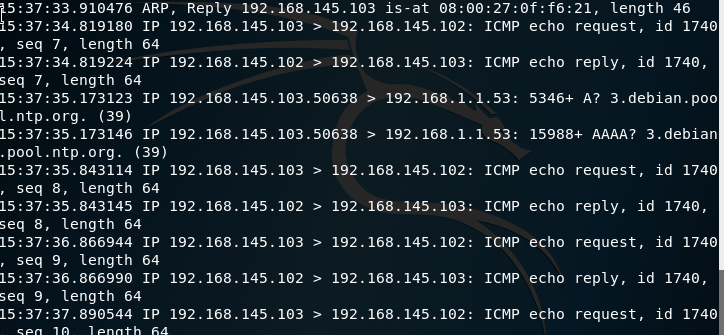 15:37:33.910476 ARP, Reply 192.168.145.103 is-at 08:00:27:0f:f6:21, length 46
15:37:34.819180 IP 192.168.145.103 > 192.168.145.102: ICMP echo request, id 1740
, seq 7, length 64
15:37:34.819224 IP 192.168.145.102 > 192.168.145.103: ICMP echo reply, id 1740,
seq 7, length 64
15:37:35.173123 IP 192.168.145.103.50638 > 192.168.1.1.53: 5346+ A? 3.debian.poo
l.ntp.org. (39)
15:37:35.173146 IP 192.168.145.103.50638 > 192.168.1.1.53: 15988+ AAAA? 3.debian
.pool.ntp.org. (39)
15:37:35.843114 IP 192.168.145.103 > 192.168.145.102: ICMP echo request, id 1740
, seq 8, length 64
15:37:35.843145 IP 192.168.145.102 > 192.168.145.103: ICMP echo reply, id 1740,
seq 8, length 64
15:37:36.866944 IP 192.168.145.103 > 192.168.145.102: ICMP echo request, id 1740
, seq 9, length 64
15:37:36.866990 IP 192.168.145.102 > 192.168.145.103: ICMP echo reply, id 1740,
seq 9, length 64
15:37:37.890544 IP 192.168.145.103 > 192.168.145.102: ICMP echo request, id 1740
, seq 10, length 64